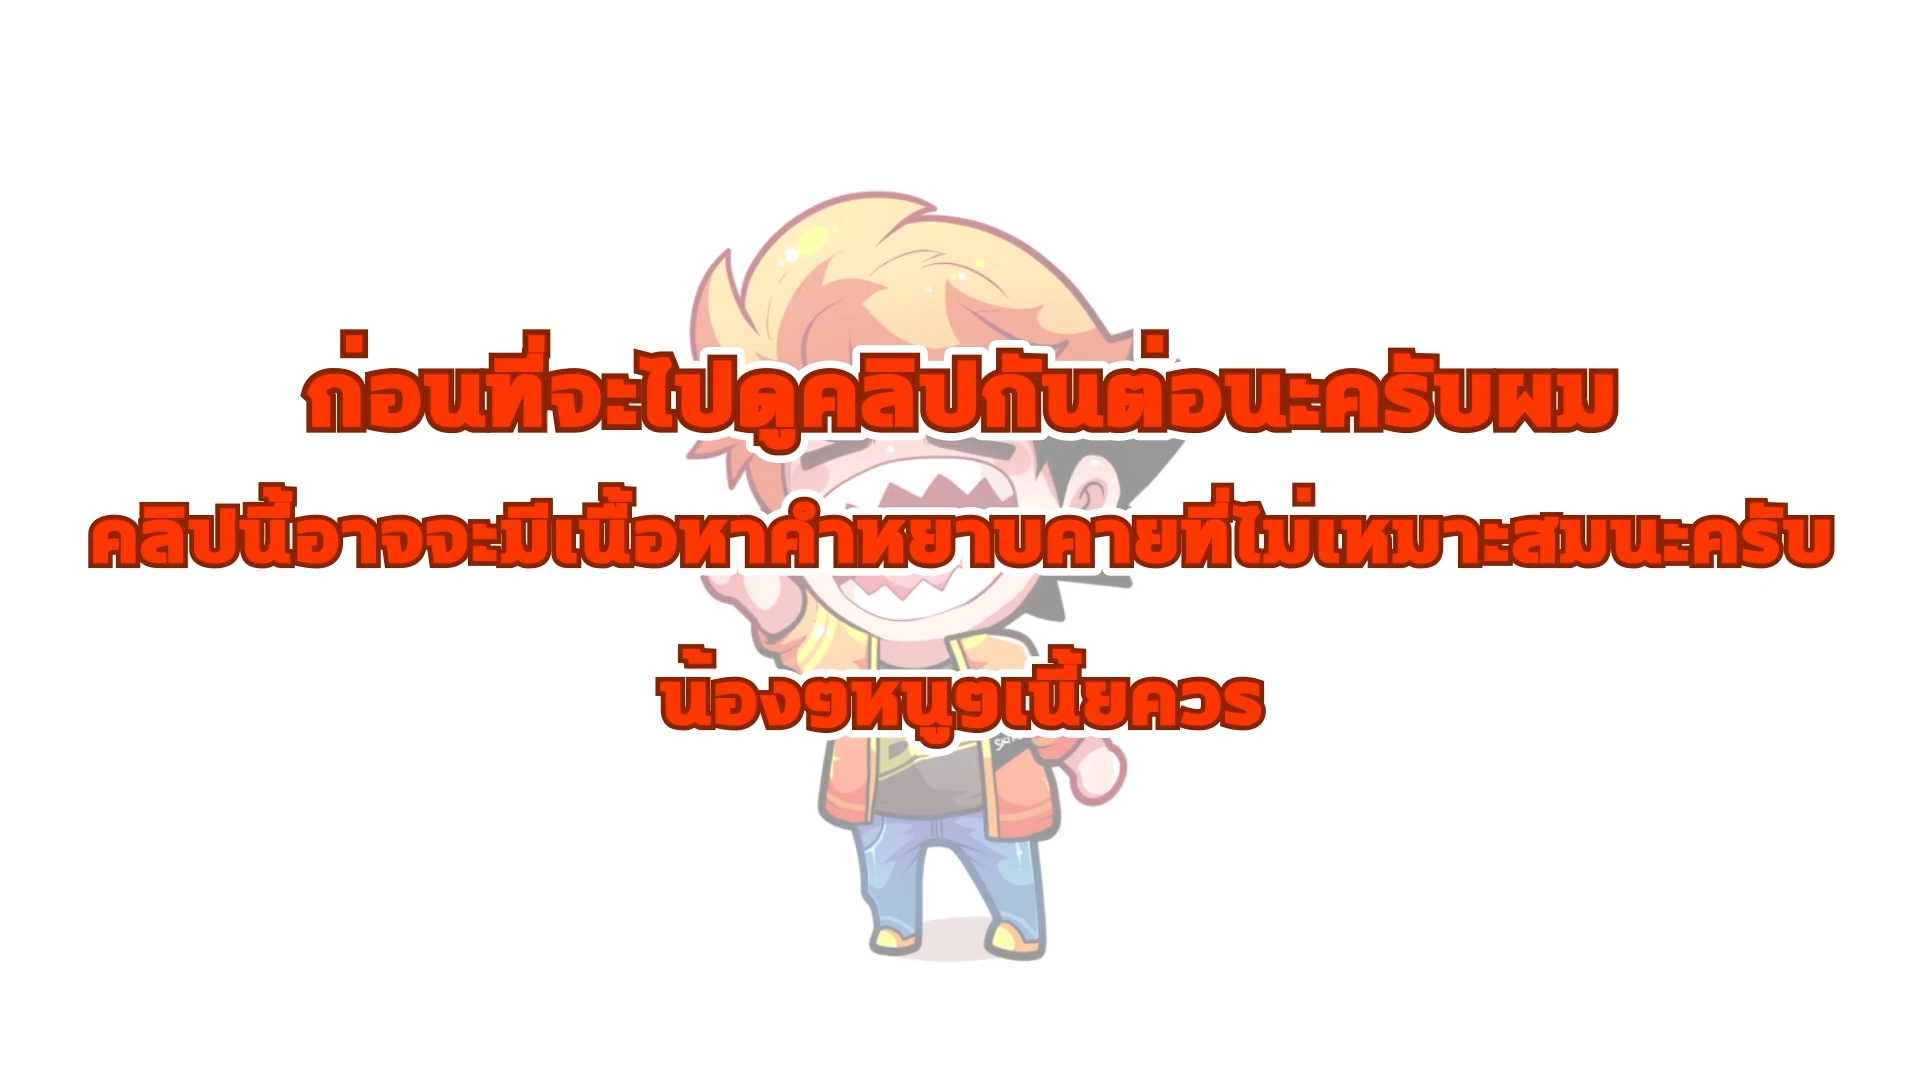 ก่อนที่จะไปดูคลิปกันต่อนะครับผม
คลิปนี้อาจจะมีเนื้อหาคำหยาบคายที่ไม่เหมาะสมนะครับ
น้องๆหนูๆเนี้ยควร